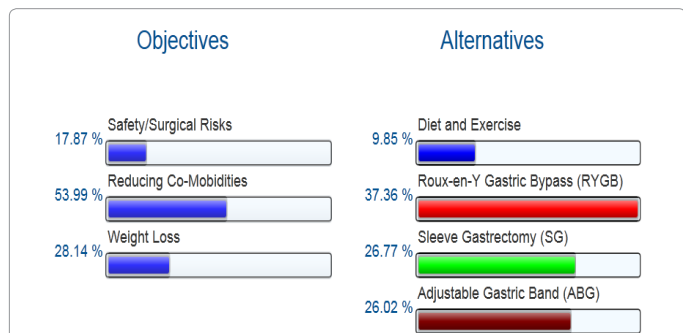 Objectives
Safety/Surgical Risks
17.87 %
Reducing Co-Mobidities
53.99 %
Weight Loss
28.14 %
Alternatives
Diet and Exercise
9.85 %
Roux-en-Y Gastric Bypass (RYGB)
37.36 %
Sleeve Gastrectomy (SG)
26.77 %
Adjustable Gastric Band (ABG)
26.02 %